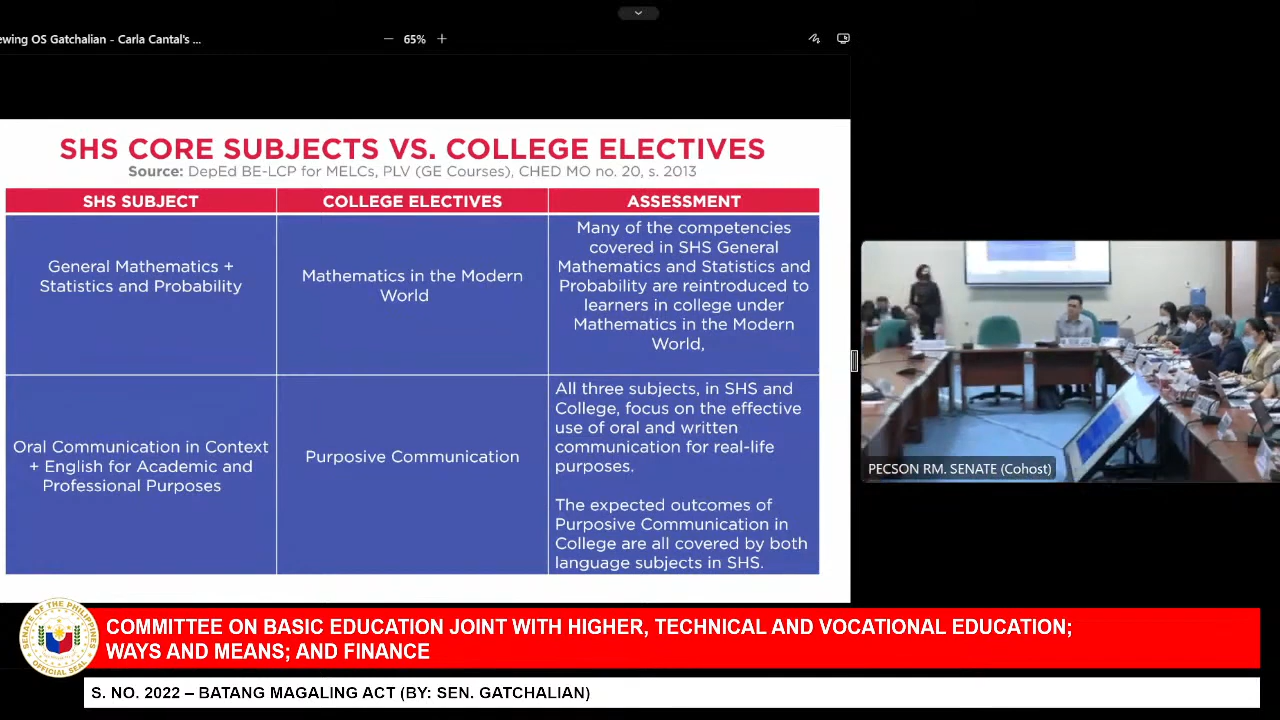 ewing OS Gatchalian - Carla Cantal's ...
65%
SHS CORE SUBJECTS VS. COLLEGE ELECTIVES
Source: DepEd BE-LCP for MELCs, PLV (GE Courses), CHED MO no. 20, s. 2013
SHS SUBJECT
COLLEGE ELECTIVES
ASSESSMENT
General Mathematics +
Statistics and Probability
Mathematics in the Modern
World
Many of the competencies
covered in SHS General
Mathematics and Statistics and
Probability are reintroduced to
learners in college under
Mathematics in the Modern
World,
Oral Communication in Context
+ English for Academic and
Professional Purposes
Purposive Communication
All three subjects, in SHS and
College, focus on the effective
use of oral and written
communication for real-life
purposes.
The expected outcomes of
Purposive Communication in
College are all covered by both
language subjects in SHS.
PECSON RM. SENATE (Cohost)
SENATE OF THE PHILIPPINES
OFFICIAL SEAL
COMMITTEE ON BASIC EDUCATION JOINT WITH HIGHER, TECHNICAL AND VOCATIONAL EDUCATION;
WAYS AND MEANS; AND FINANCE
S. NO. 2022 – BATANG MAGALING ACT (BY: SEN. GATCHALIAN)